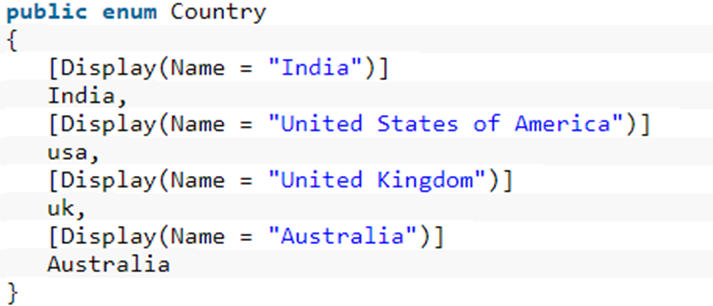 public enum Country
{
[Display(Name = "India")]
India,
[Display(Name = "United States of America")]
usa,
[Display(Name = "United Kingdom")]
uk,
[Display(Name = "Australia")]
Australia
}